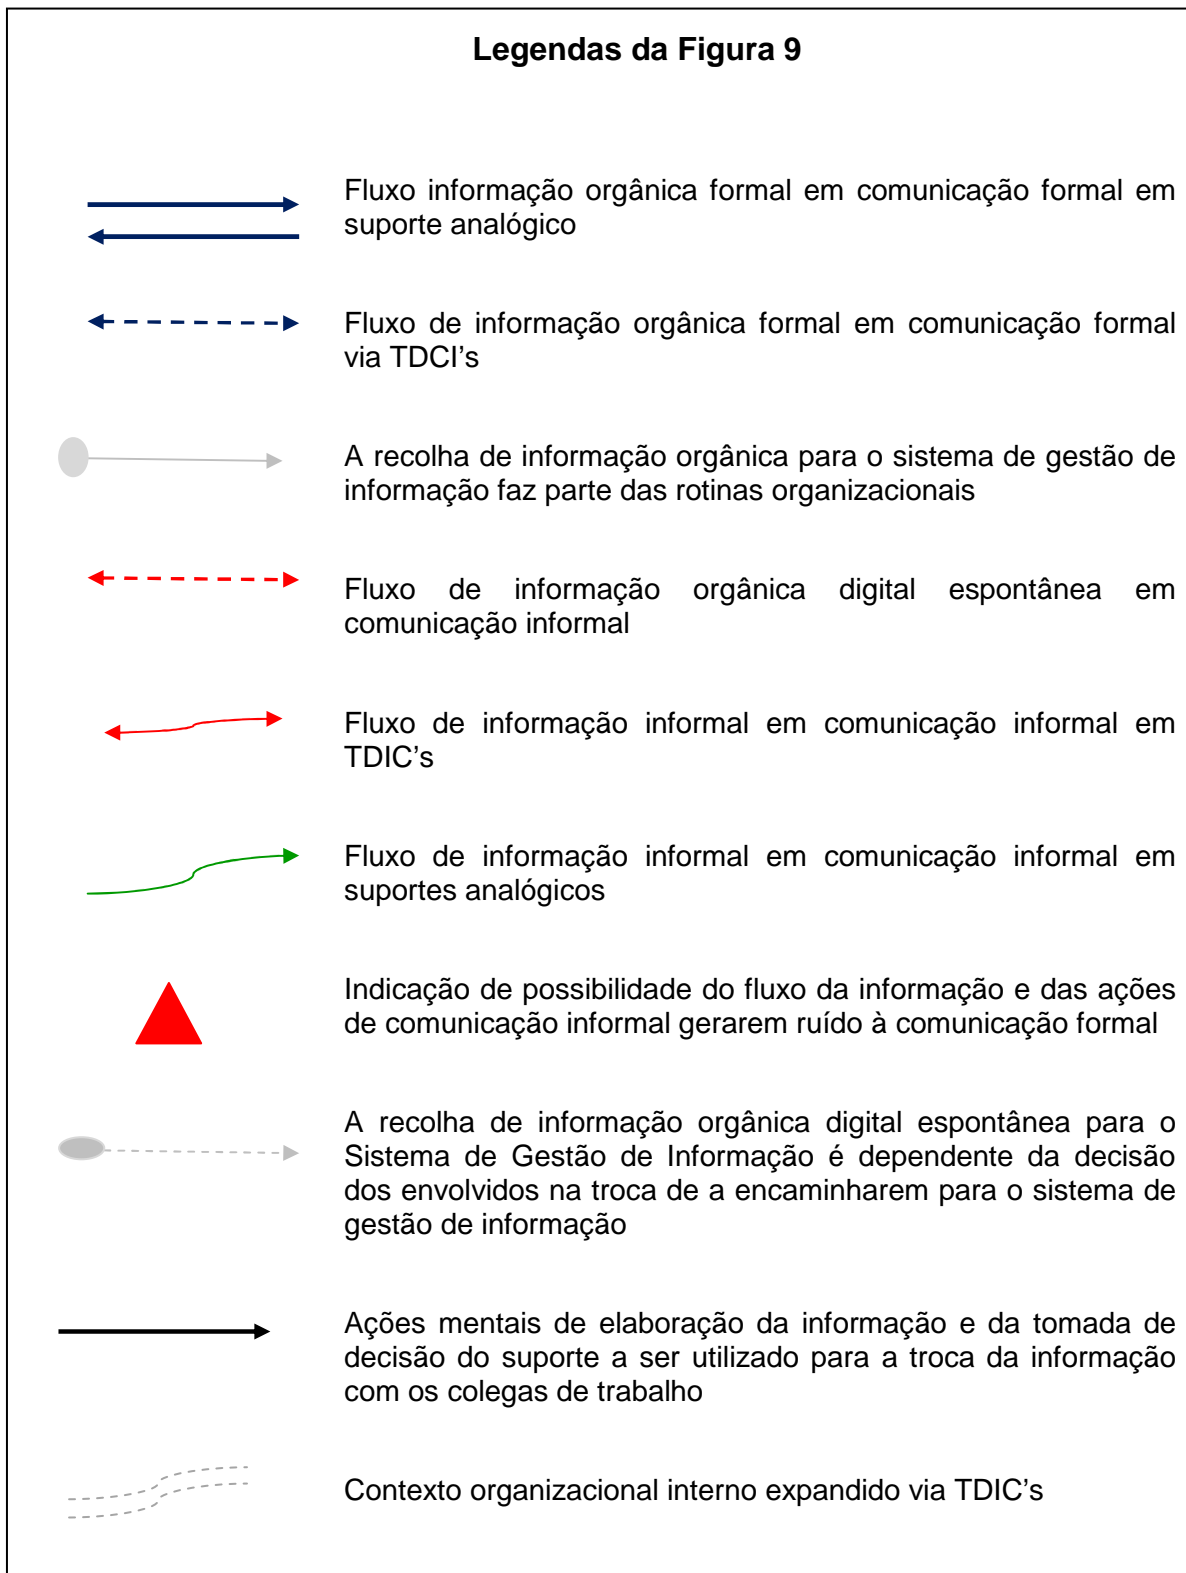 Legendas da Figura 9
Fluxo informação orgânica formal em comunicação formal em
suporte analógico
Fluxo de informação orgânica formal em comunicação formal
via TDCI’s
A recolha de informação orgânica para o sistema de gestão de
informação faz parte das rotinas organizacionais
Fluxo de informação orgânica digital espontânea em
comunicação informal
Fluxo de informação informal em comunicação informal em
TDIC’s
Fluxo de informação informal em comunicação informal em
suportes analógicos
Indicação de possibilidade do fluxo da informação e das ações
de comunicação informal gerarem ruído à comunicação formal
A recolha de informação orgânica digital espontânea para o
Sistema de Gestão de Informação é dependente da decisão
dos envolvidos na troca de a encaminharem para o sistema de
gestão de informação
Ações mentais de elaboração da informação e da tomada de
decisão do suporte a ser utilizado para a troca da informação
com os colegas de trabalho
Contexto organizacional interno expandido via TDIC’s